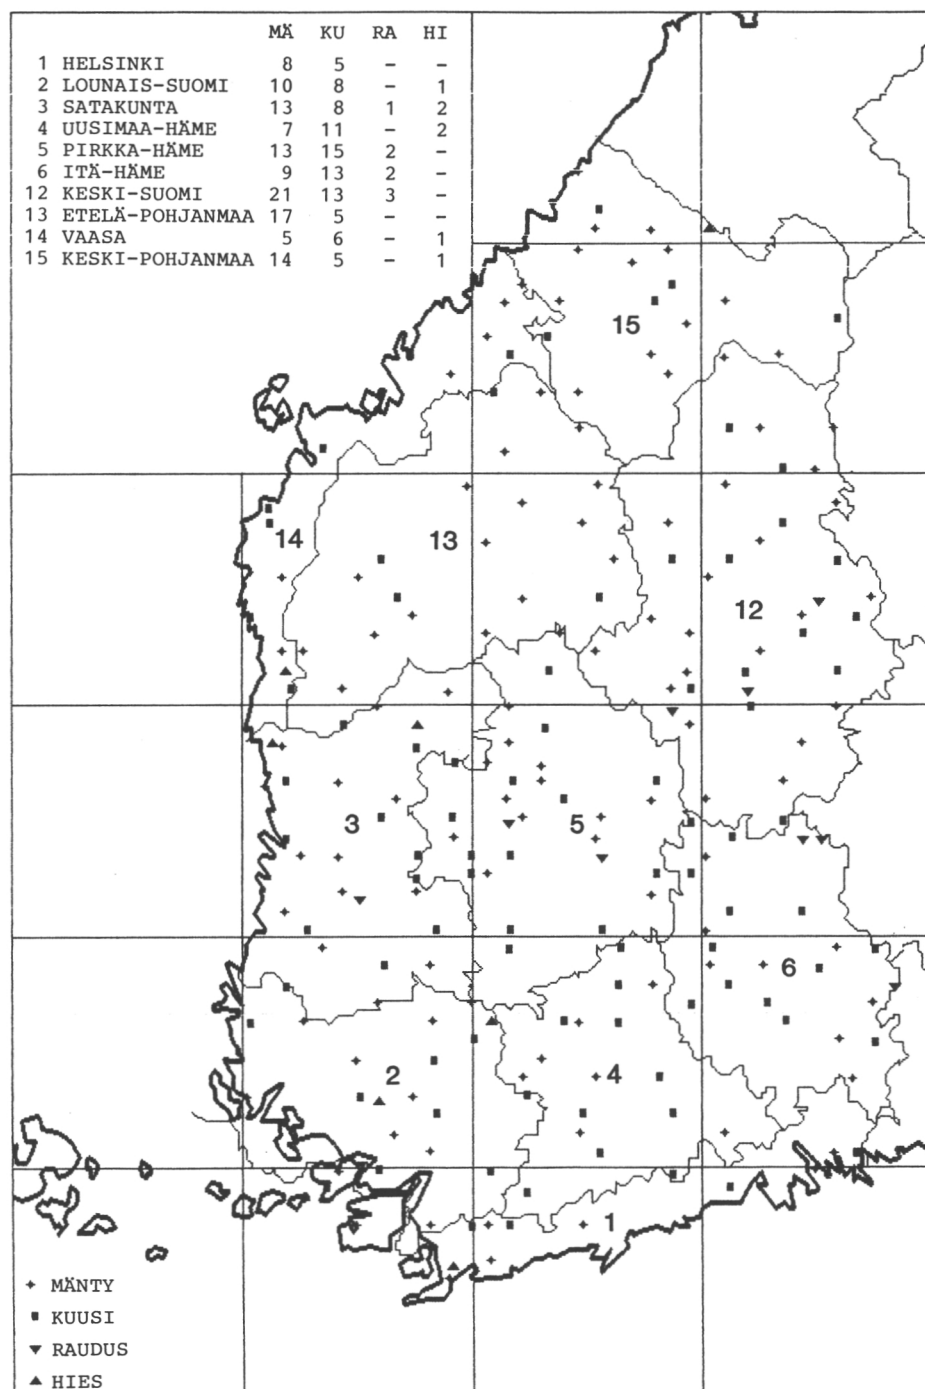 MÄ KU RA HI
1 HELSINKI 8 5 - -
2 LOUNAIS-SUOMI 10 8 - 1
3 SATAKUNTA 13 8 1 2
4 UUSIMAA-HÄME 7 11 - 2
5 PIRKKA-HÄME 13 15 2 -
6 ITÄ-HÄME 9 13 2 -
12 KESKI-SUOMI 21 13 3 -
13 ETELÄ-POHJANMAA 17 5 - -
14 VAASA 5 6 - 1
15 KESKI-POHJANMAA 14 5 - 1
15
14
13
12
3
5
6
2
4
1
MÄNTY
KUUSI
RAUDUS
HIES